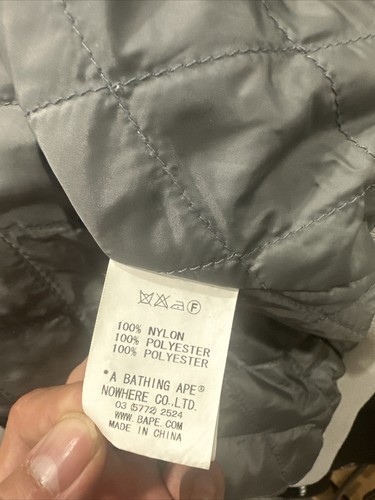 100% NYLON
100% POLYESTER
100% POLYESTER
*A BATHING APE®
NOWHERE CO.,LTD.
03 (5772) 2524
WWW.BAPE.COM
MADE IN CHINA